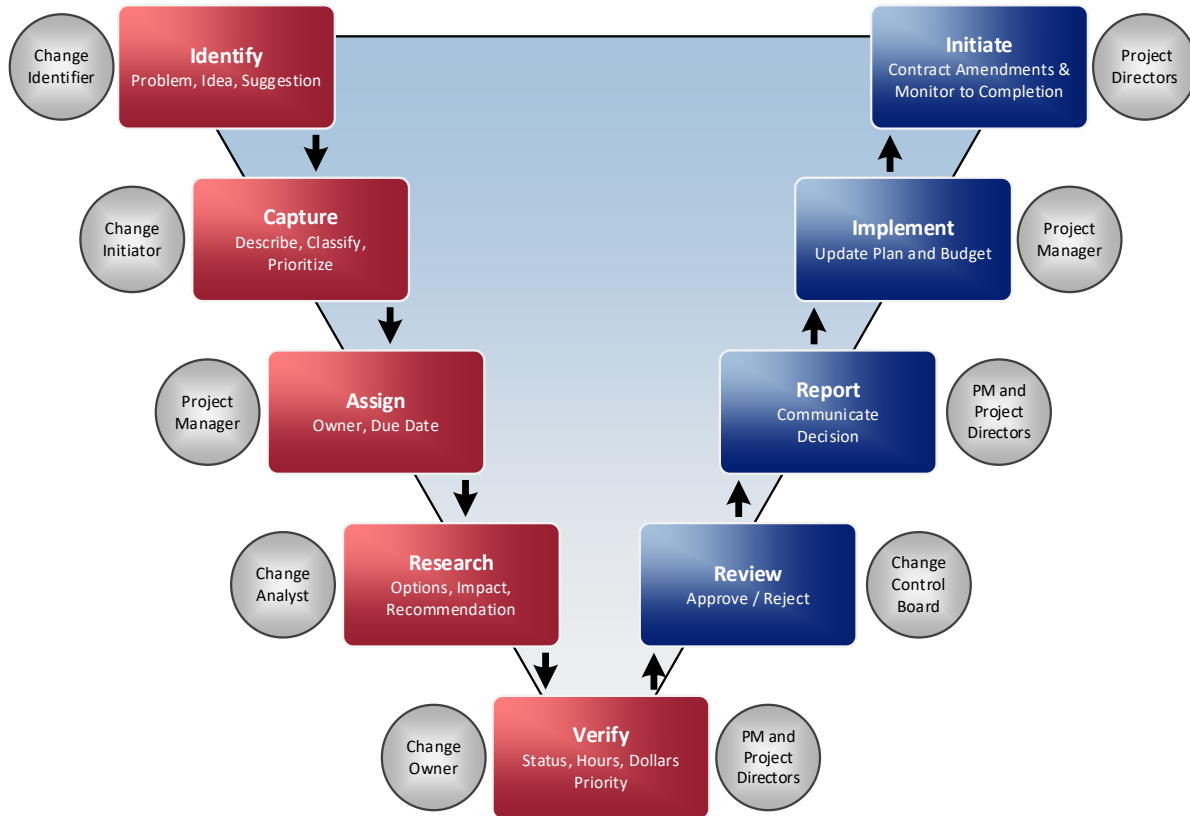 Change
Identifier
Identify
Problem, Idea, Suggestion
Initiate
Contract Amendments &
Monitor to Completion
Project
Directors
Change
Initiator
Capture
Describe, Classify,
Prioritize
Implement
Update Plan and Budget
Project
Manager
Project
Manager
Assign
Owner, Due Date
Report
Communicate
Decision
PM and
Project
Directors
Change
Analyst
Research
Options, Impact,
Recommendation
Review
Approve / Reject
Change
Control
Board
Change
Owner
Verify
Status, Hours, Dollars
Priority
PM and
Project
Directors